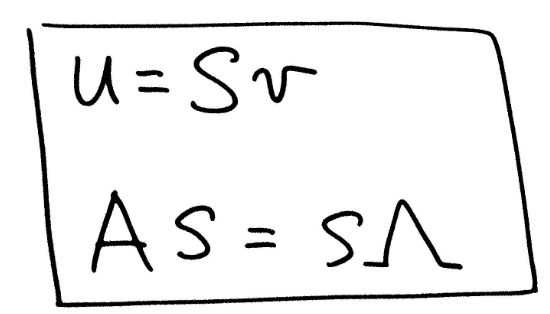 u = Sv
AS = SΛ